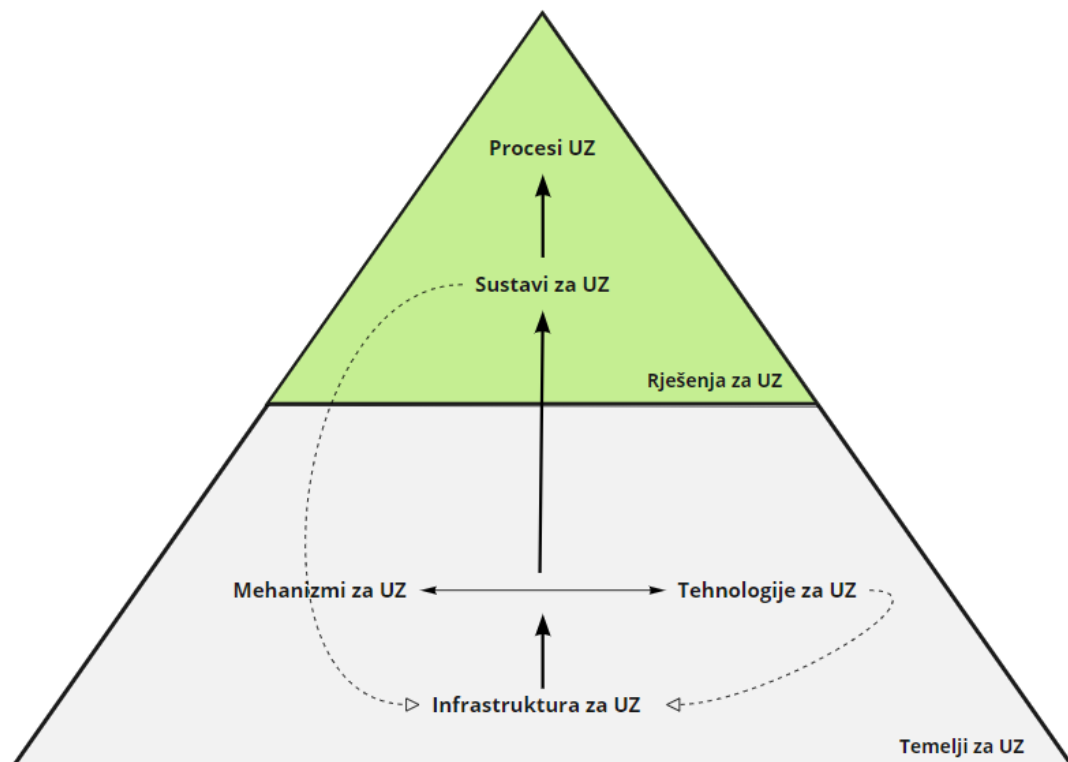 Procesi UZ
Sustavi za UZ
Rješenja za UZ
Mehanizmi za UZ
Tehnologije za UZ
Infrastruktura za UZ
Temelji za UZ